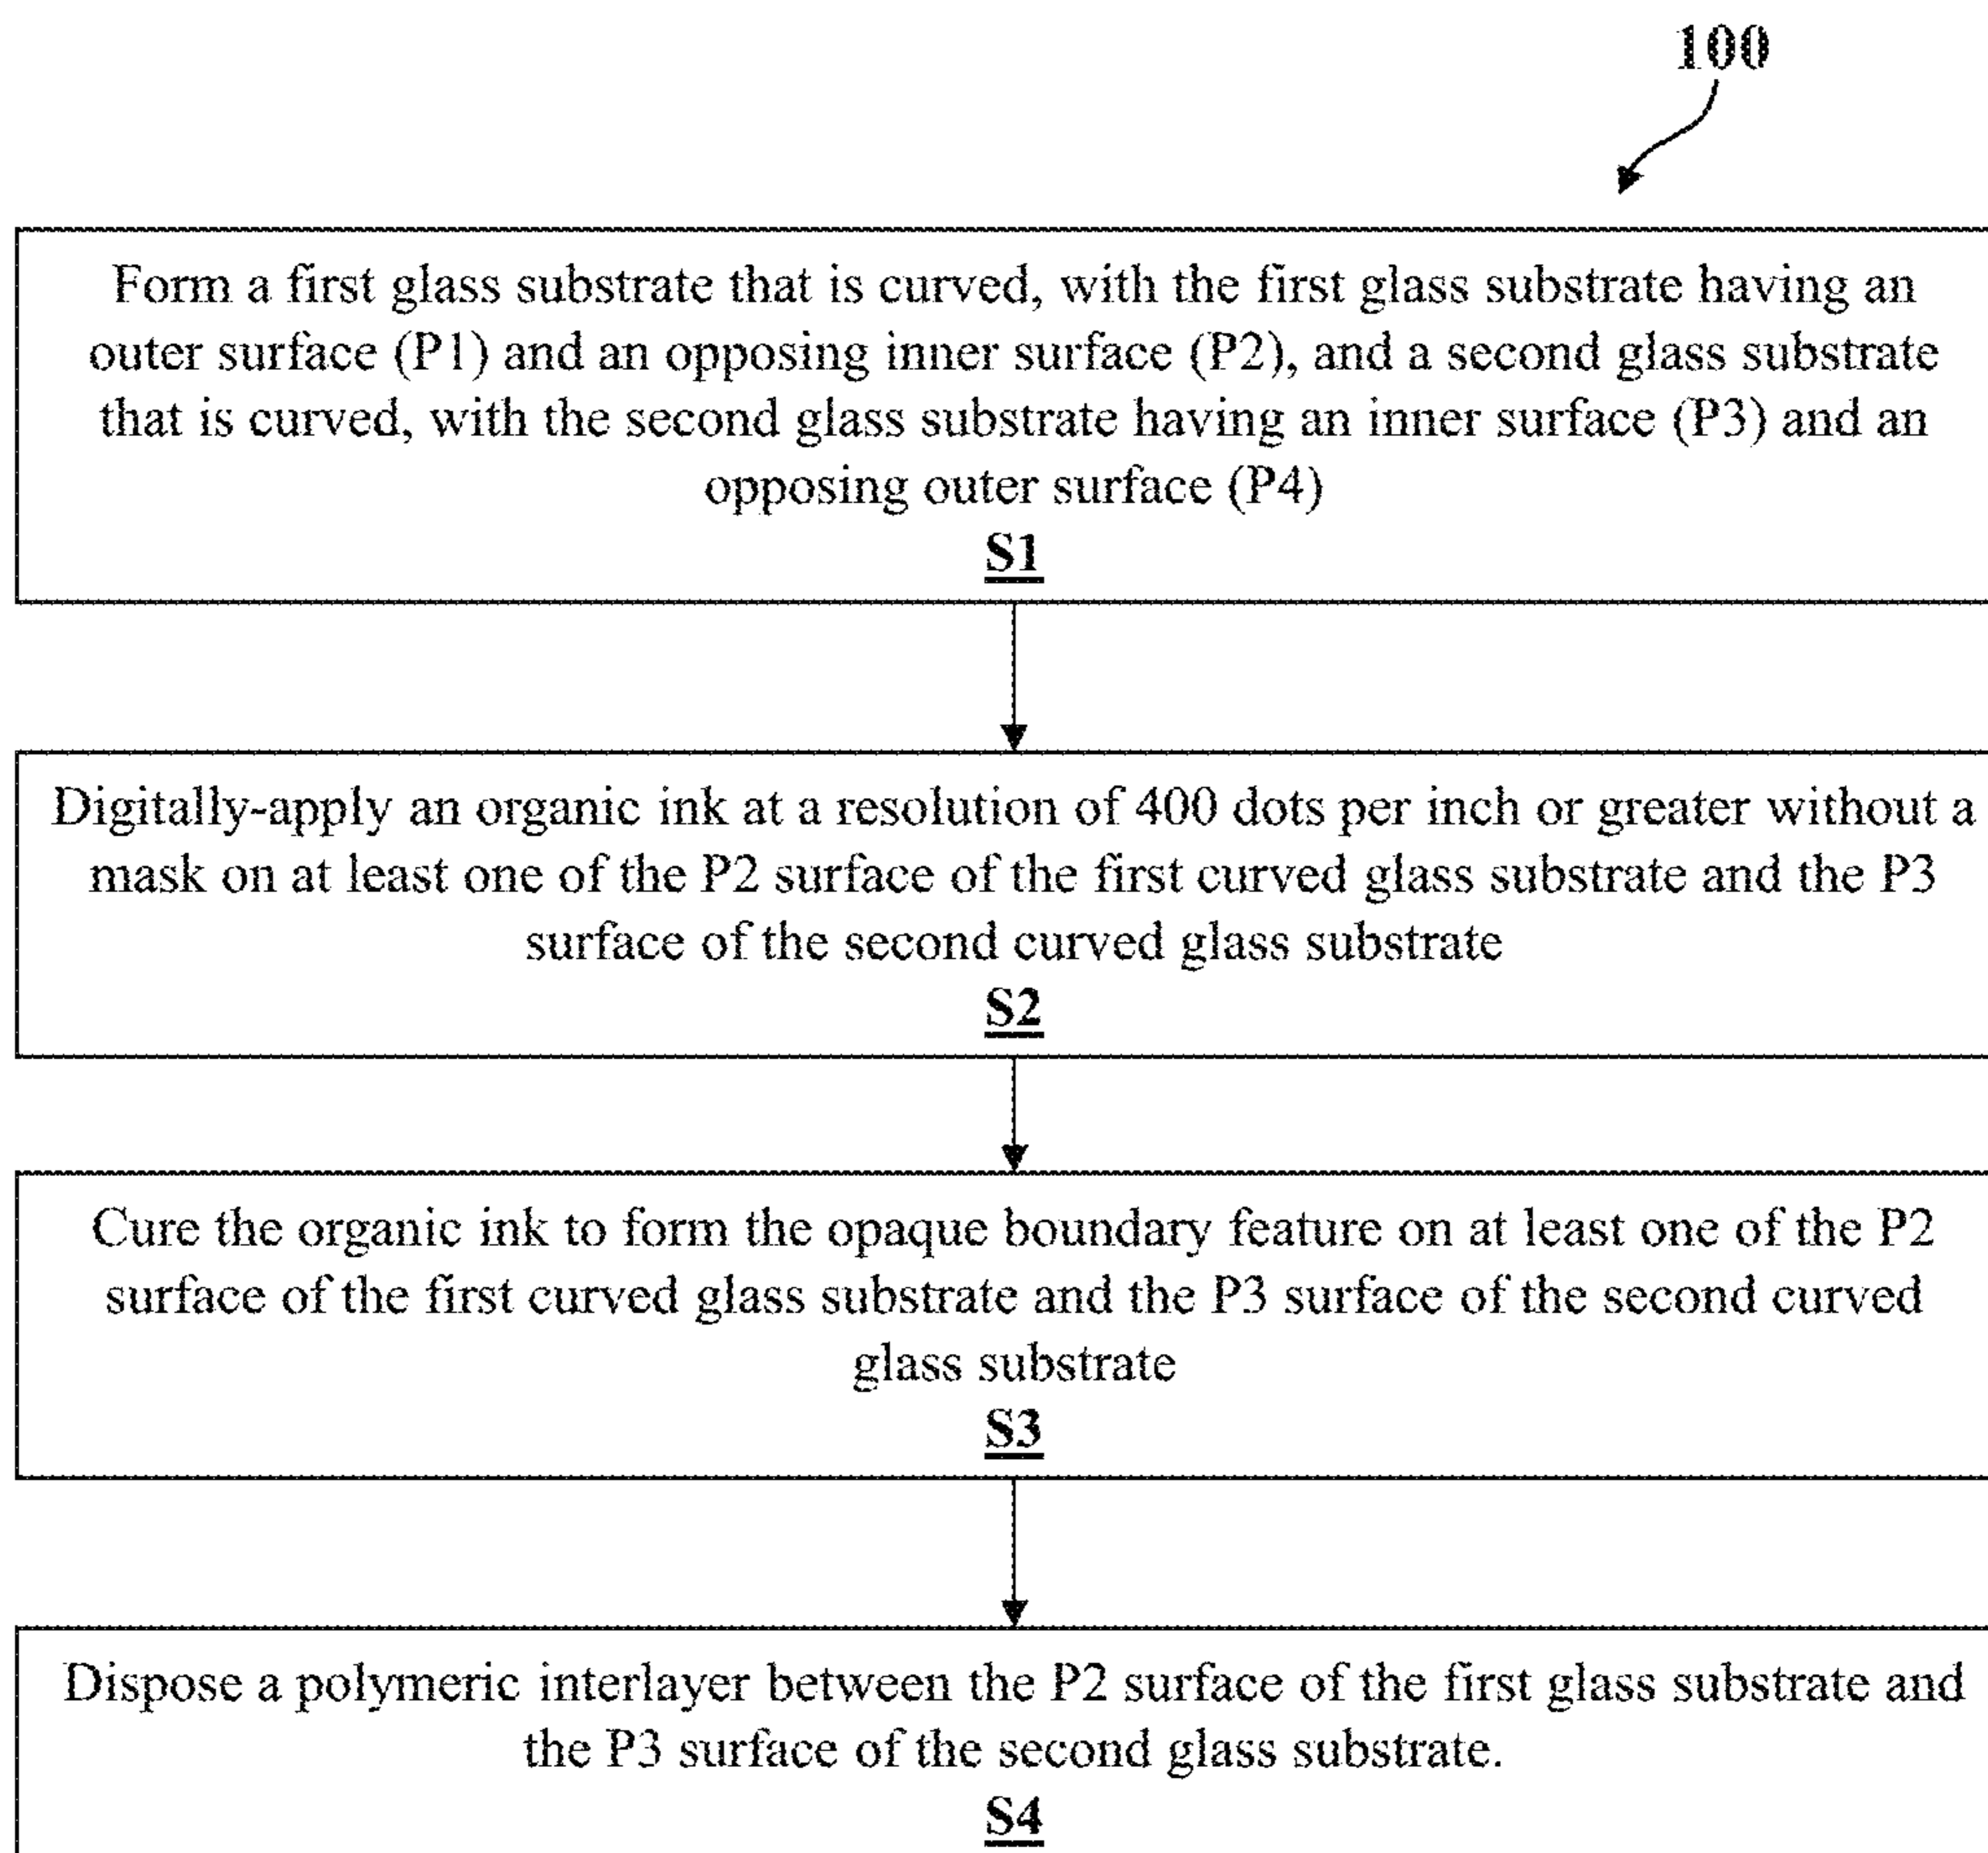 100
Form a first glass substrate that is curved, with the first glass substrate having an
outer surface (P1) and an opposing inner surface (P2), and a second glass substrate
that is curved, with the second glass substrate having an inner surface (P3) and an
opposing outer surface (P4)
S1
Digitally-apply an organic ink at a resolution of 400 dots per inch or greater without a
mask on at least one of the P2 surface of the first curved glass substrate and the P3
surface of the second curved glass substrate
S2
Cure the organic ink to form the opaque boundary feature on at least one of the P2
surface of the first curved glass substrate and the P3 surface of the second curved
glass substrate
S3
Dispose a polymeric interlayer between the P2 surface of the first glass substrate and
the P3 surface of the second glass substrate.
S4